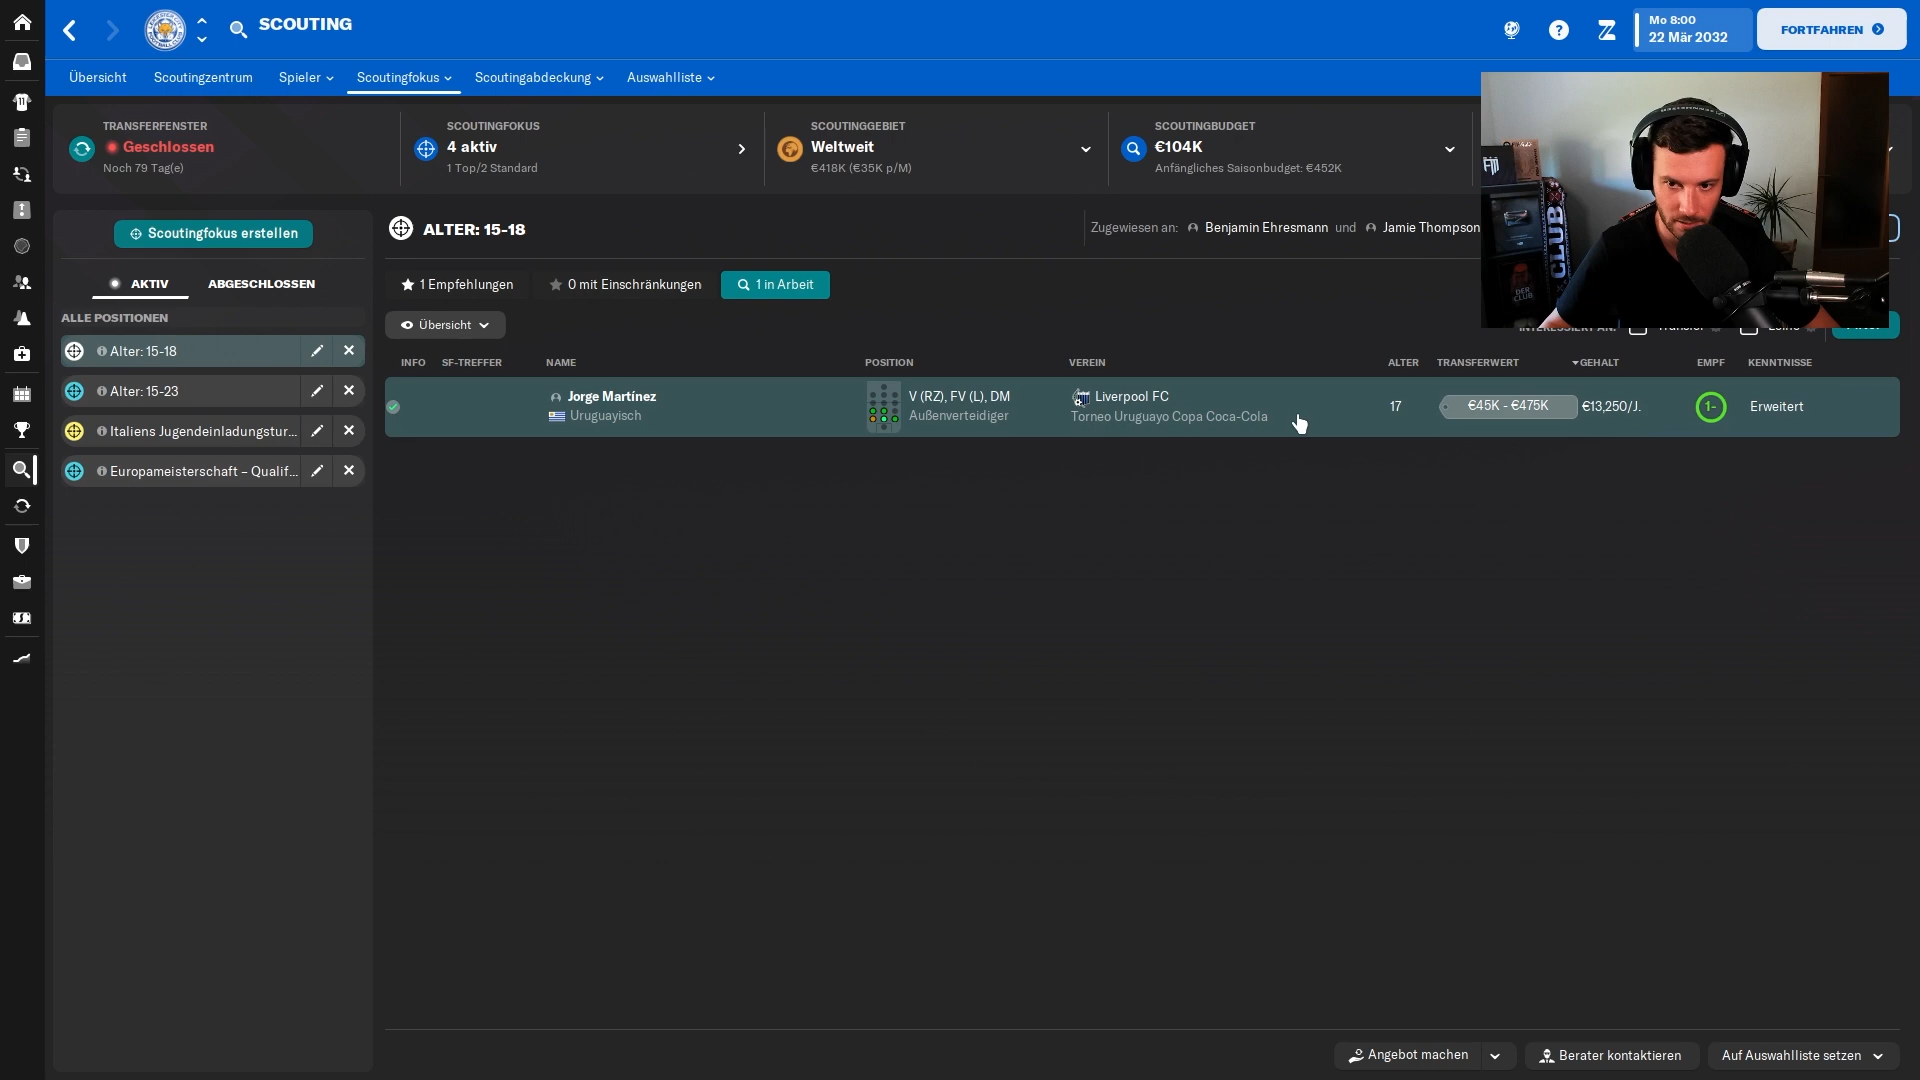 SCOUTING
Mo 8:00
22 Mär 2032
FORTFAHREN
Übersicht
Scoutingzentrum
Spieler
Scoutingfokus
Scoutingabdeckung
Auswahlliste
TRANSFERFENSTER
Geschlossen
Noch 79 Tag(e)
SCOUTINGFOKUS
4 aktiv
1 Top/2 Standard
SCOUTINGGEBIET
Weltweit
€418K (€35K p/M)
SCOUTINGBUDGET
€104K
Anfängliches Saisonbudget: €452K
Scoutingfokus erstellen
AKTIV
ABGESCHLOSSEN
ALLE POSITIONEN
Alter: 15-18
Alter: 15-23
Italiens Jugendeinladungstur...
Europameisterschaft – Qualif...
ALTER: 15-18
Zugewiesen an: Benjamin Ehresmann und Jamie Thompson
1 Empfehlungen
0 mit Einschränkungen
1 in Arbeit
Übersicht
INFO SF-TREFFER NAME POSITION VEREIN ALTER TRANSFERWERT GEHALT EMPF KENNTNISSE
Jorge Martínez
Uruguayisch
V (RZ), FV (L), DM
Außenverteidiger
Liverpool FC
Torneo Uruguayo Copa Coca-Cola
17
€45K - €475K
€13,250/J.
1-
Erweitert
CLUB
DER
CLUB
Angebot machen
Berater kontaktieren
Auf Auswahlliste setzen